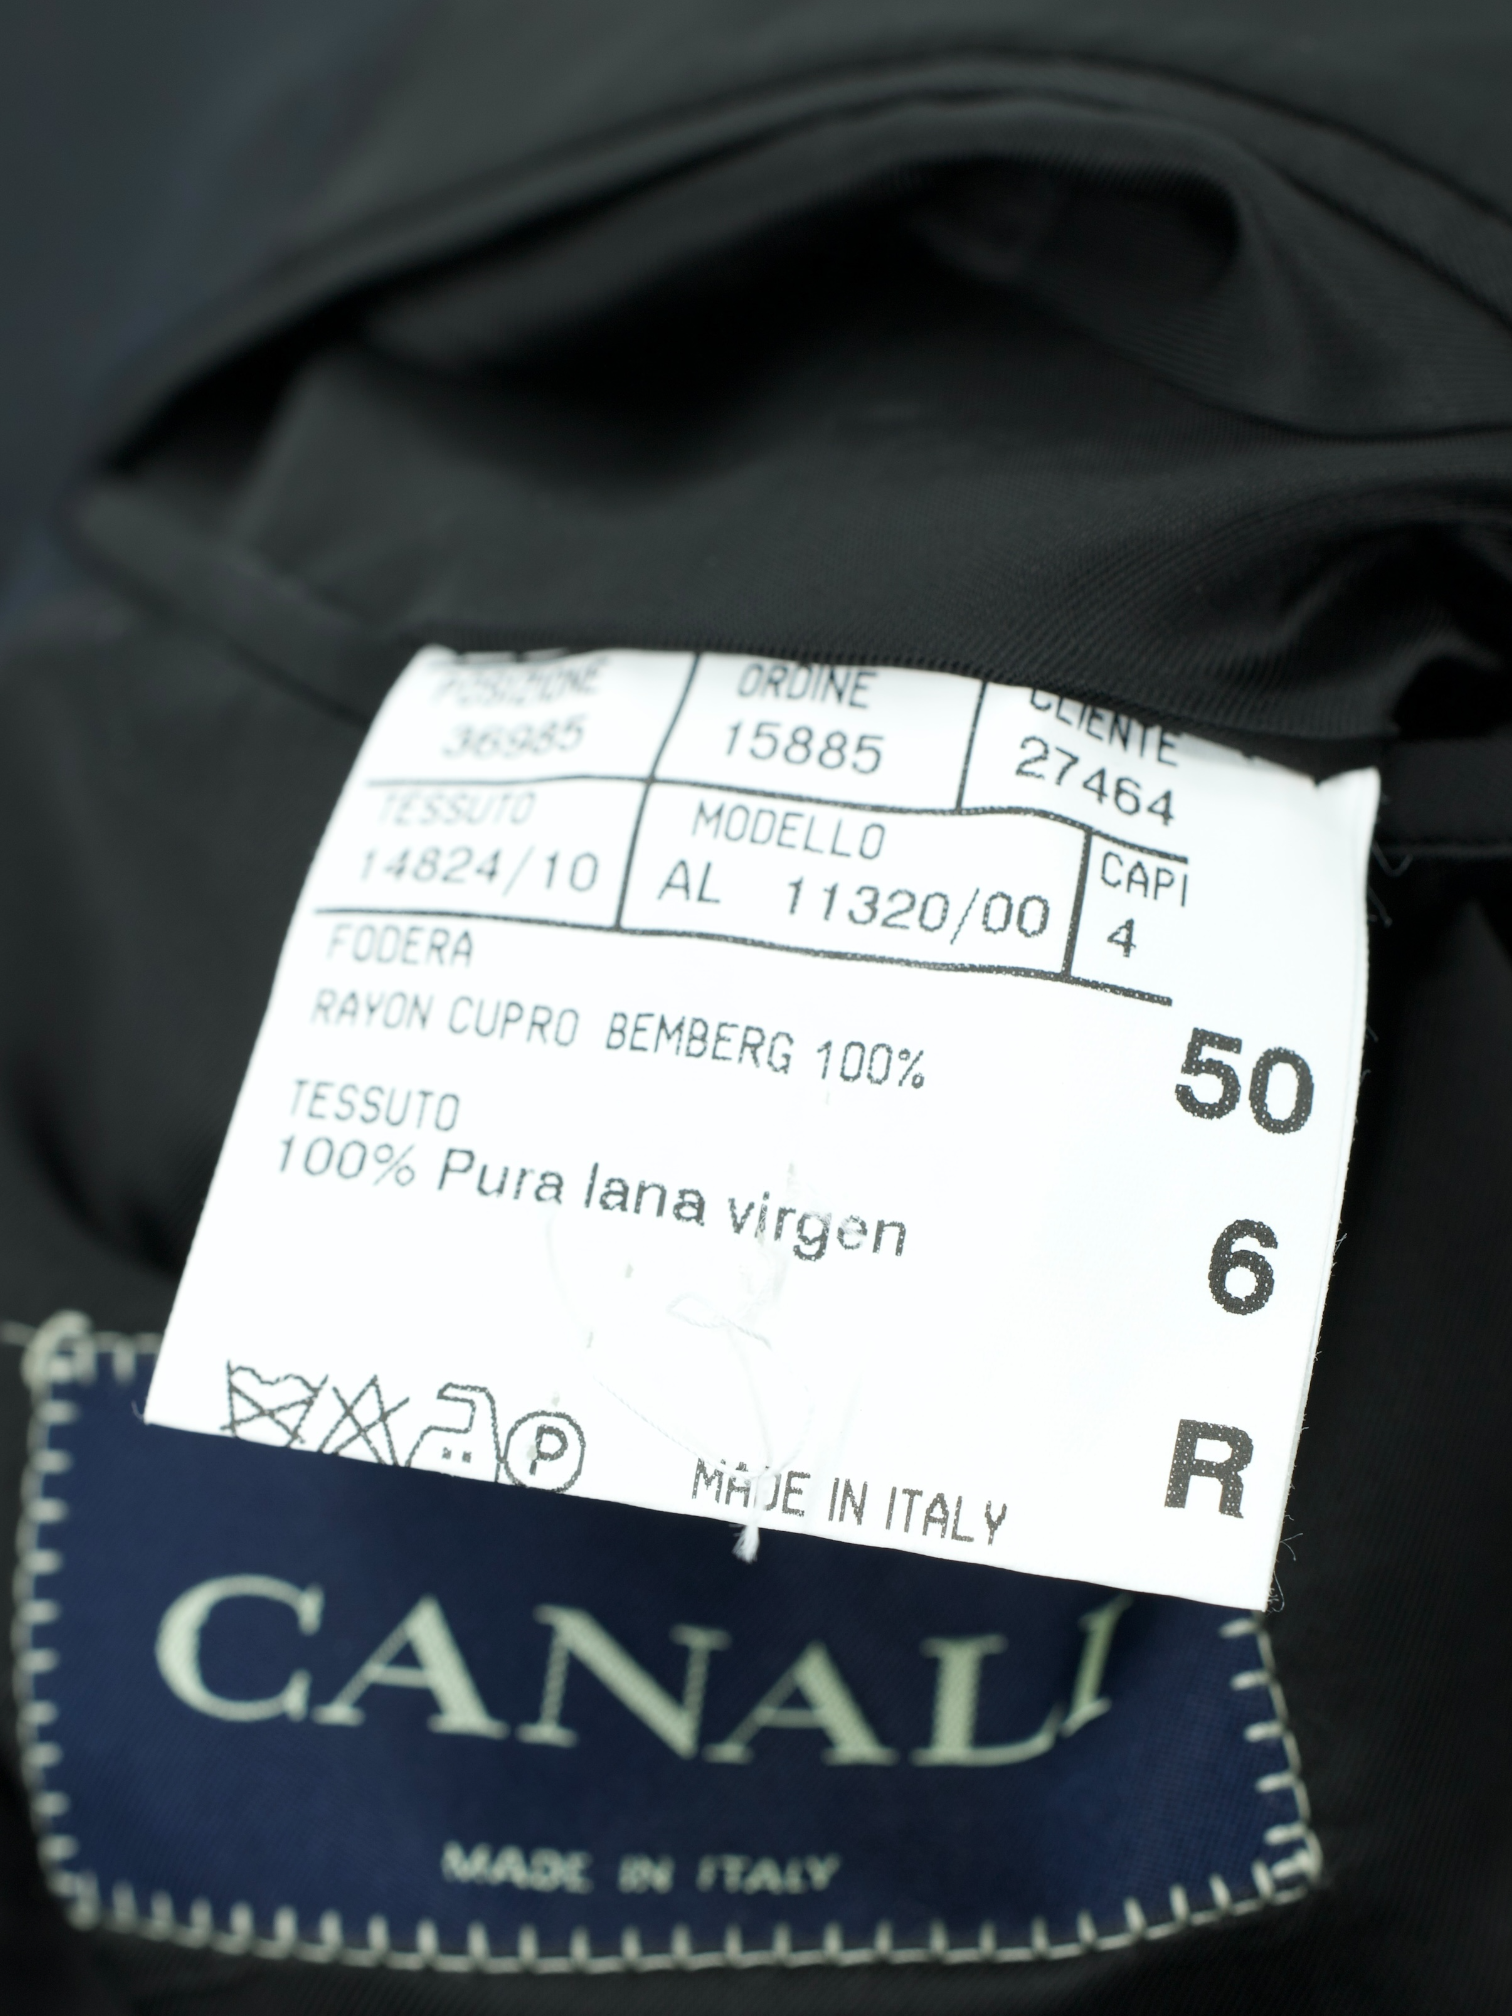 POSIZIONE ORDINE CLIENTE
36985 15885 27464
TESSUTO MODELLO CAPI
14824/10 AL 11320/00 4
FODERA
RAYON CUPRO BEMBERG 100%
50
TESSUTO
100% Pura lana virgen
6
R
P
MADE IN ITALY
CANALI
MADE IN ITALY